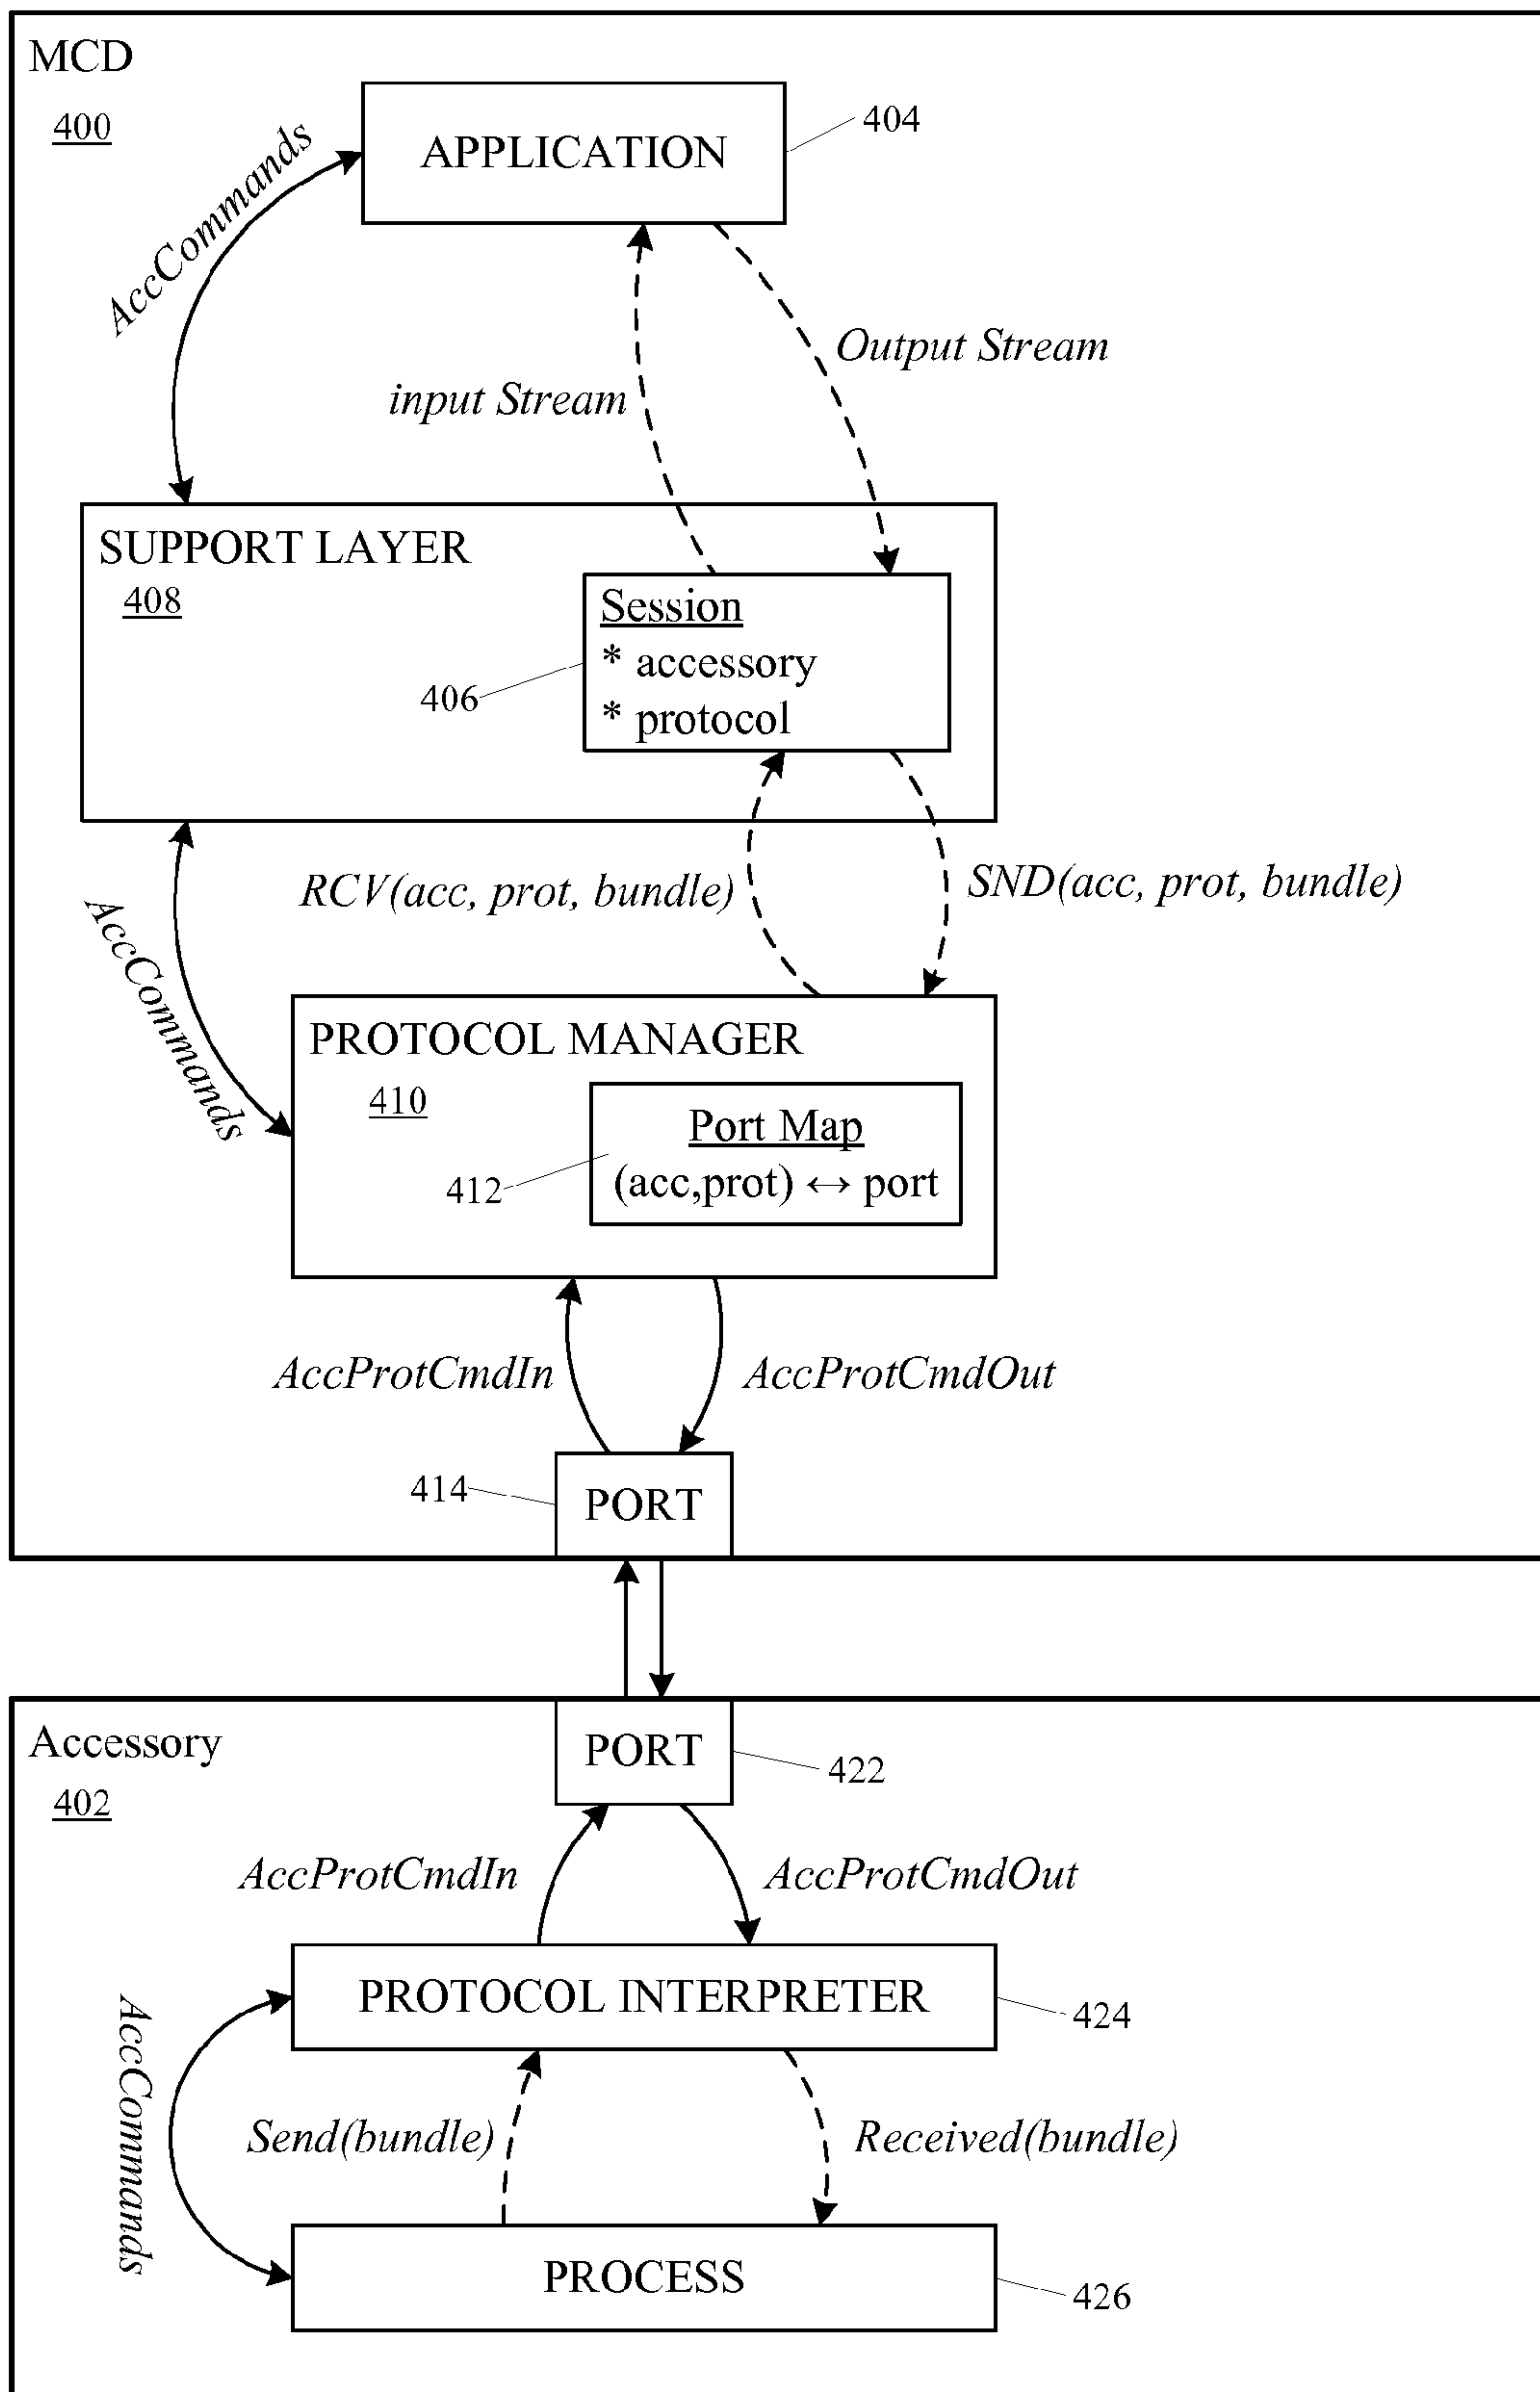 MCD
400
APPLICATION
404
AccCommands
Output Stream
input Stream
SUPPORT LAYER
408
Session
* accessory
* protocol
406
RCV(acc, prot, bundle)
SND(acc, prot, bundle)
AccCommands
PROTOCOL MANAGER
410
Port Map
(acc,prot) ↔ port
412
AccProtCmdIn
AccProtCmdOut
414
PORT
Accessory
402
PORT
422
AccProtCmdIn
AccProtCmdOut
PROTOCOL INTERPRETER
424
AccCommands
Send(bundle)
Received(bundle)
PROCESS
426